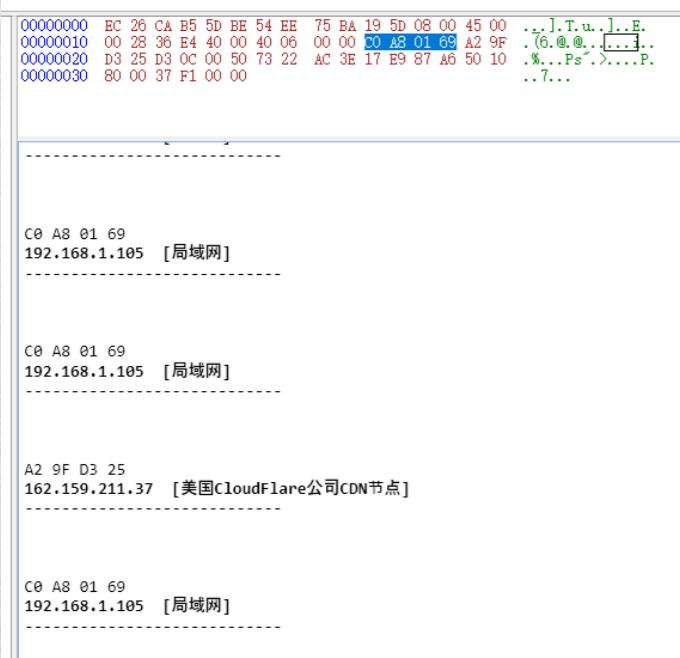 00000000 EC 26 CA B5 5D BE 54 EE 75 BA 19 5D 08 00 45 00 ...].T.u..]..E.
00000010 00 28 36 E4 40 00 40 06 00 00 C0 A8 01 69 A2 9F .(6.@.@......i..
00000020 D3 25 D3 0C 00 50 73 22 AC 3E 17 E9 87 A6 50 10 .%...Ps".>....P.
00000030 80 00 37 F1 00 00 ..7...
----------------------------
C0 A8 01 69
192.168.1.105 [局域网]
----------------------------
C0 A8 01 69
192.168.1.105 [局域网]
----------------------------
A2 9F D3 25
162.159.211.37 [美国CloudFlare公司CDN节点]
----------------------------
C0 A8 01 69
192.168.1.105 [局域网]
----------------------------